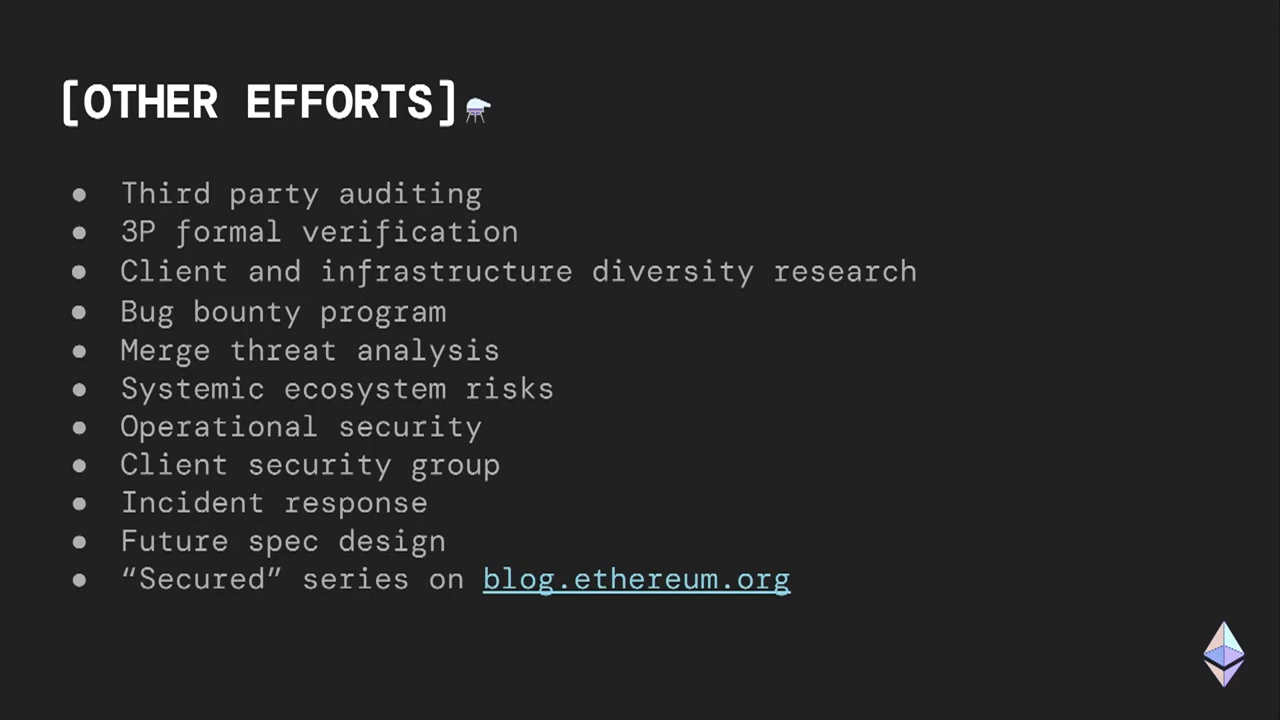 [OTHER EFFORTS]
● Third party auditing
● 3P formal verification
● Client and infrastructure diversity research
● Bug bounty program
● Merge threat analysis
● Systemic ecosystem risks
● Operational security
● Client security group
● Incident response
● Future spec design
● “Secured” series on blog.ethereum.org